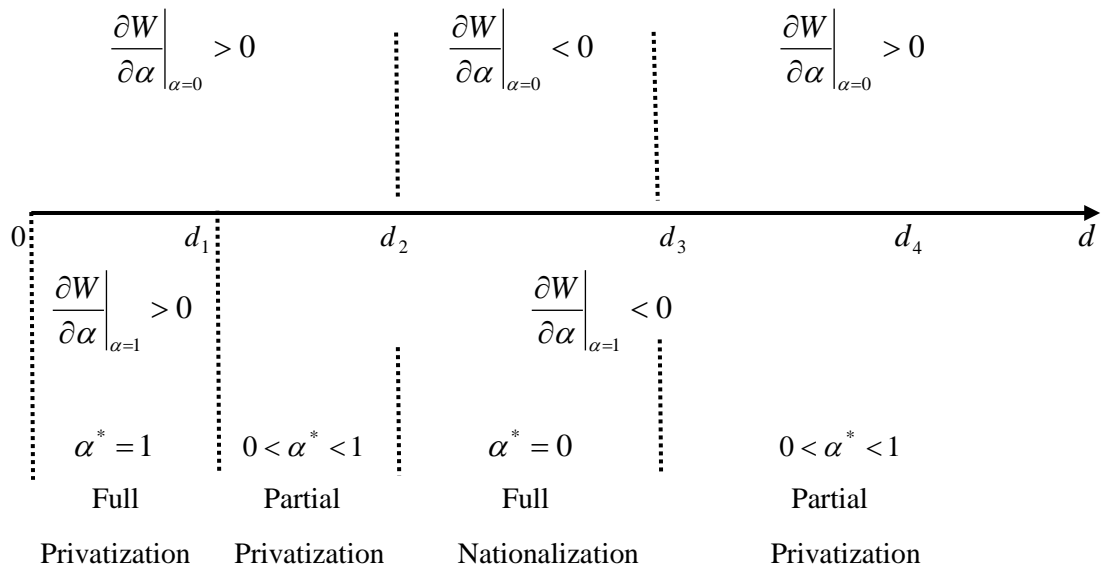 ∂W/∂α|α=0 > 0 ∂W/∂α|α=0 < 0 ∂W/∂α|α=0 > 0
0 d₁ d₂ d₃ d₄ d
∂W/∂α|α=1 > 0 ∂W/∂α|α=1 < 0
α* = 1 0 < α* < 1 α* = 0 0 < α* < 1
Full Partial Full Partial
Privatization Privatization Nationalization Privatization